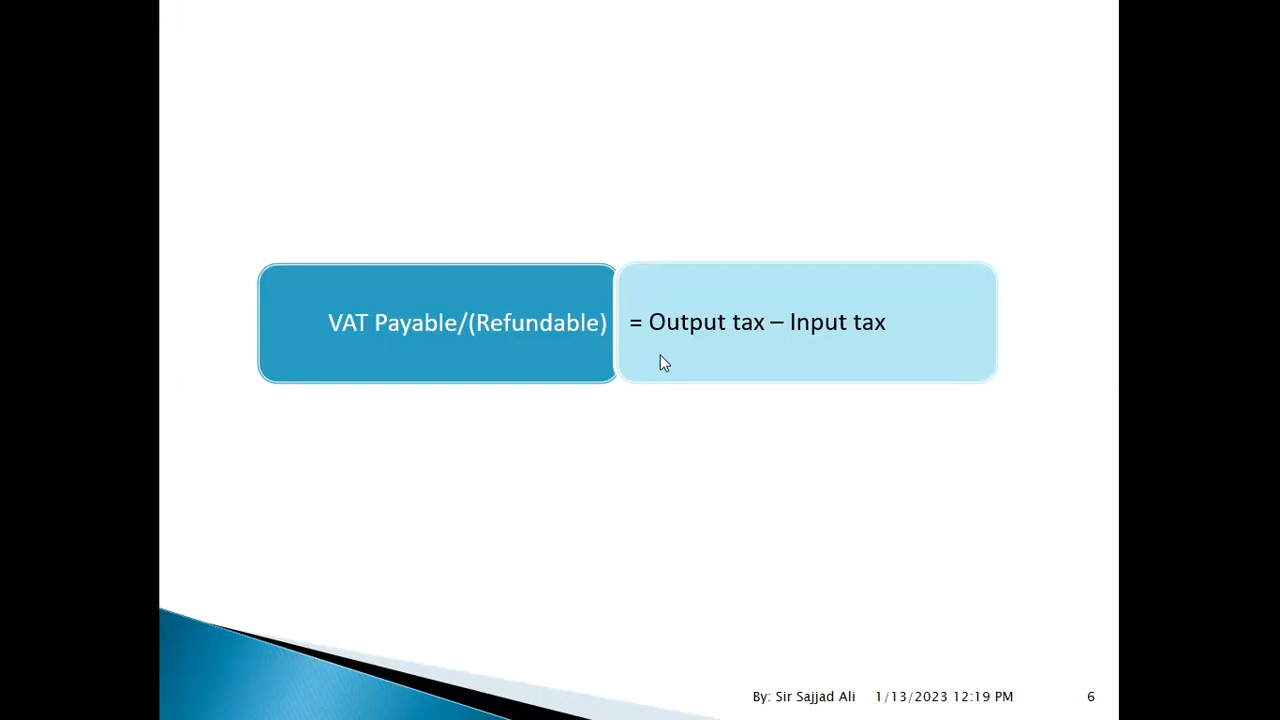 VAT Payable/(Refundable) = Output tax – Input tax
By: Sir Sajjad Ali 1/13/2023 12:19 PM 6